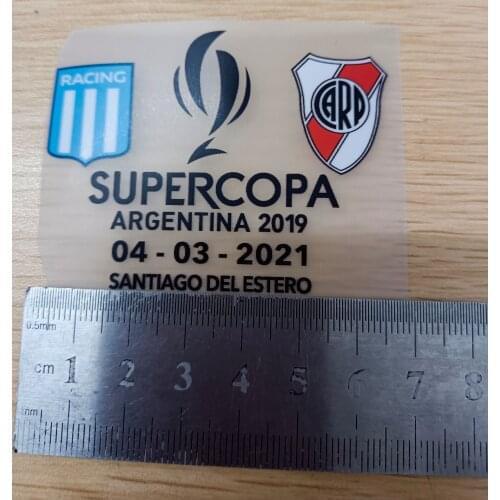 RACING
CARP
SUPERCOPA
ARGENTINA 2019
04 - 03 - 2021
SANTIAGO DEL ESTERO
0.5mm
cm 1 2 3 4 5 6 7 8